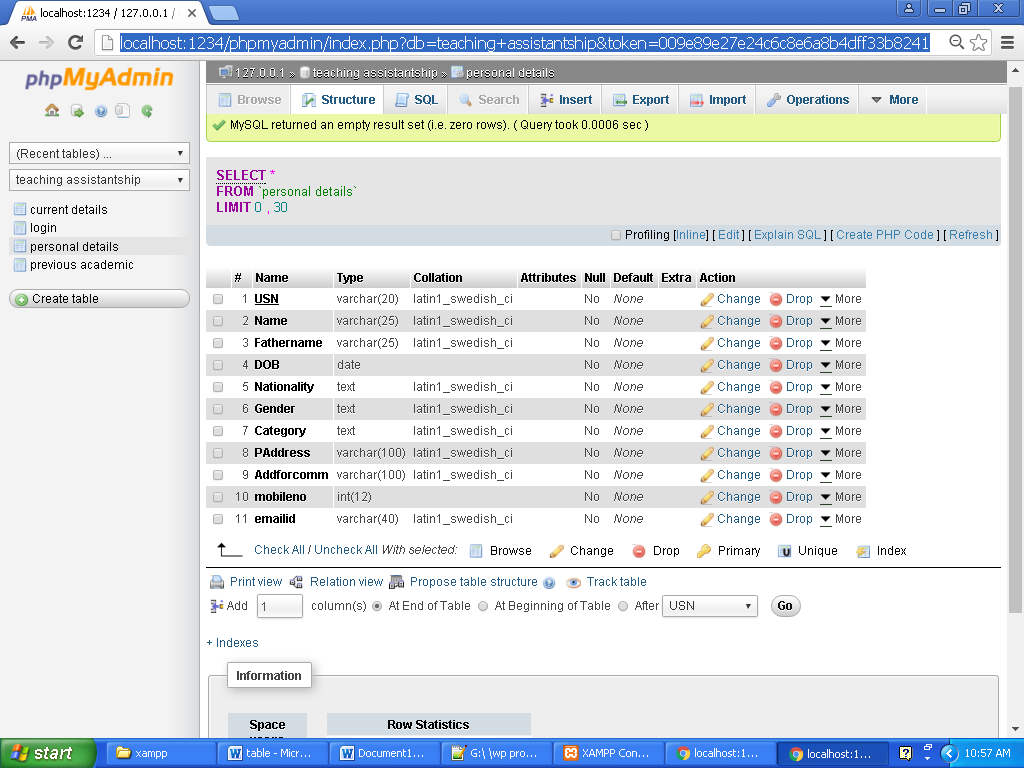 localhost:1234 / 127.0.0.1 /
localhost:1234/phpmyadmin/index.php?db=teaching+assistantship&token=009e89e27e24c6c8e6a8b4dff33b8241
phpMyAdmin
127.0.0.1 » teaching assistantship » personal details
Browse Structure SQL Search Insert Export Import Operations More
MySQL returned an empty result set (i.e. zero rows). ( Query took 0.0006 sec )
(Recent tables) ...
teaching assistantship
current details
login
personal details
previous academic
Create table
SELECT *
FROM `personal details`
LIMIT 0 , 30
Profiling [Inline] [ Edit ] [ Explain SQL ] [ Create PHP Code ] [ Refresh ]
# Name Type Collation Attributes Null Default Extra Action
1 USN varchar(20) latin1_swedish_ci No None Change Drop More
2 Name varchar(25) latin1_swedish_ci No None Change Drop More
3 Fathername varchar(25) latin1_swedish_ci No None Change Drop More
4 DOB date No None Change Drop More
5 Nationality text latin1_swedish_ci No None Change Drop More
6 Gender text latin1_swedish_ci No None Change Drop More
7 Category text latin1_swedish_ci No None Change Drop More
8 PAddress varchar(100) latin1_swedish_ci No None Change Drop More
9 Addforcomm varchar(100) latin1_swedish_ci No None Change Drop More
10 mobileno int(12) No None Change Drop More
11 emailid varchar(40) latin1_swedish_ci No None Change Drop More
Check All / Uncheck All With selected: Browse Change Drop Primary Unique Index
Print view Relation view Propose table structure Track table
Add 1 column(s) At End of Table At Beginning of Table After USN Go
+ Indexes
Information
Space Row Statistics
start xampp table - Micr... Document1... G:\ \wp pro... XAMPP Con... localhost:1... localhost:1... 10:57 AM